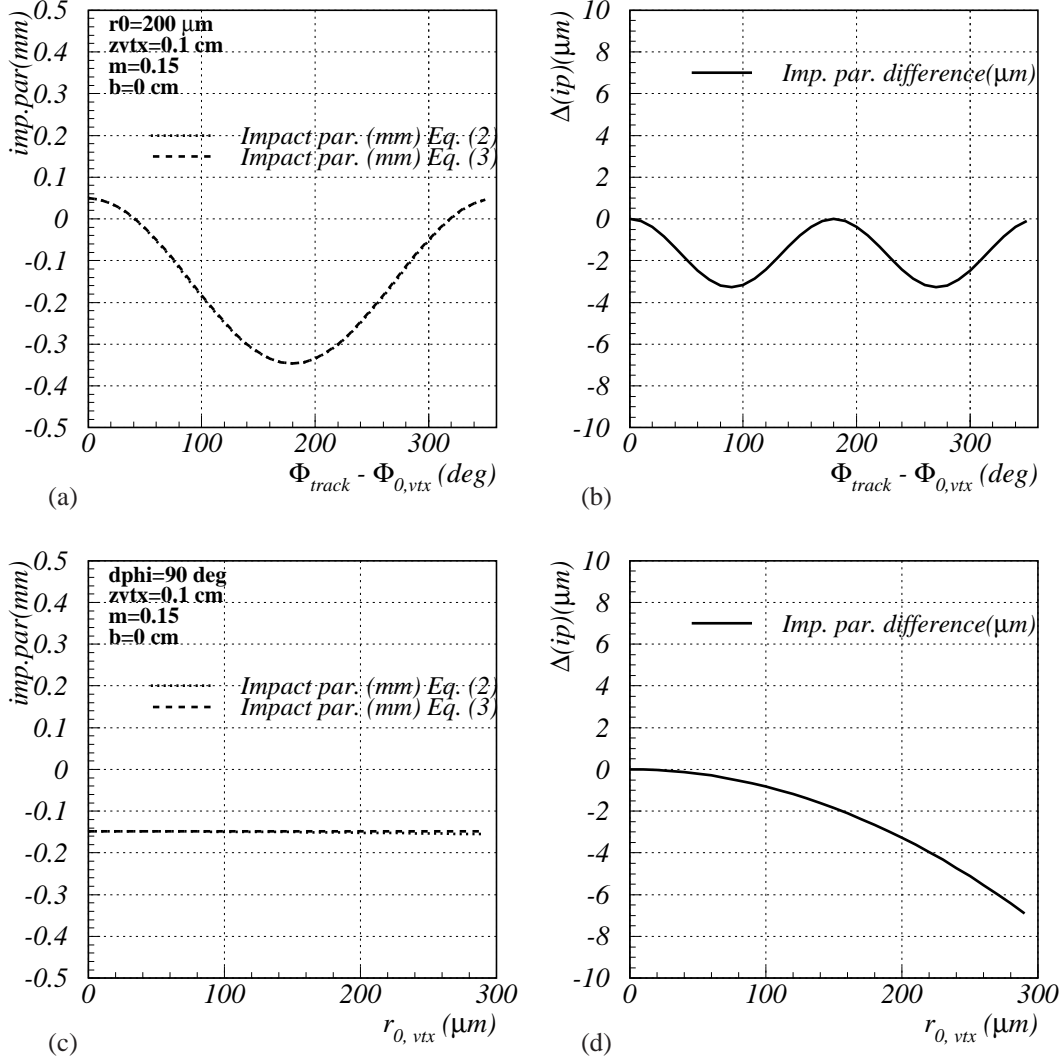 imp.par(mm)
0.5
0.4
0.3
0.2
0.1
0
-0.1
-0.2
-0.3
-0.4
-0.5
r0=200 μm
zvtx=0.1 cm
m=0.15
b=0 cm
Impact par. (mm) Eq. (2)
Impact par. (mm) Eq. (3)
0 100 200 300
Φtrack - Φ0,vtx (deg)
(a)
Δ(ip)(μm)
10
8
6
4
2
0
-2
-4
-6
-8
-10
Imp. par. difference(μm)
0 100 200 300
Φtrack - Φ0,vtx (deg)
(b)
imp.par(mm)
0.5
0.4
0.3
0.2
0.1
0
-0.1
-0.2
-0.3
-0.4
-0.5
dphi=90 deg
zvtx=0.1 cm
m=0.15
b=0 cm
Impact par. (mm) Eq. (2)
Impact par. (mm) Eq. (3)
0 100 200 300
r0, vtx (μm)
(c)
Δ(ip)(μm)
10
8
6
4
2
0
-2
-4
-6
-8
-10
Imp. par. difference(μm)
0 100 200 300
r0, vtx (μm)
(d)